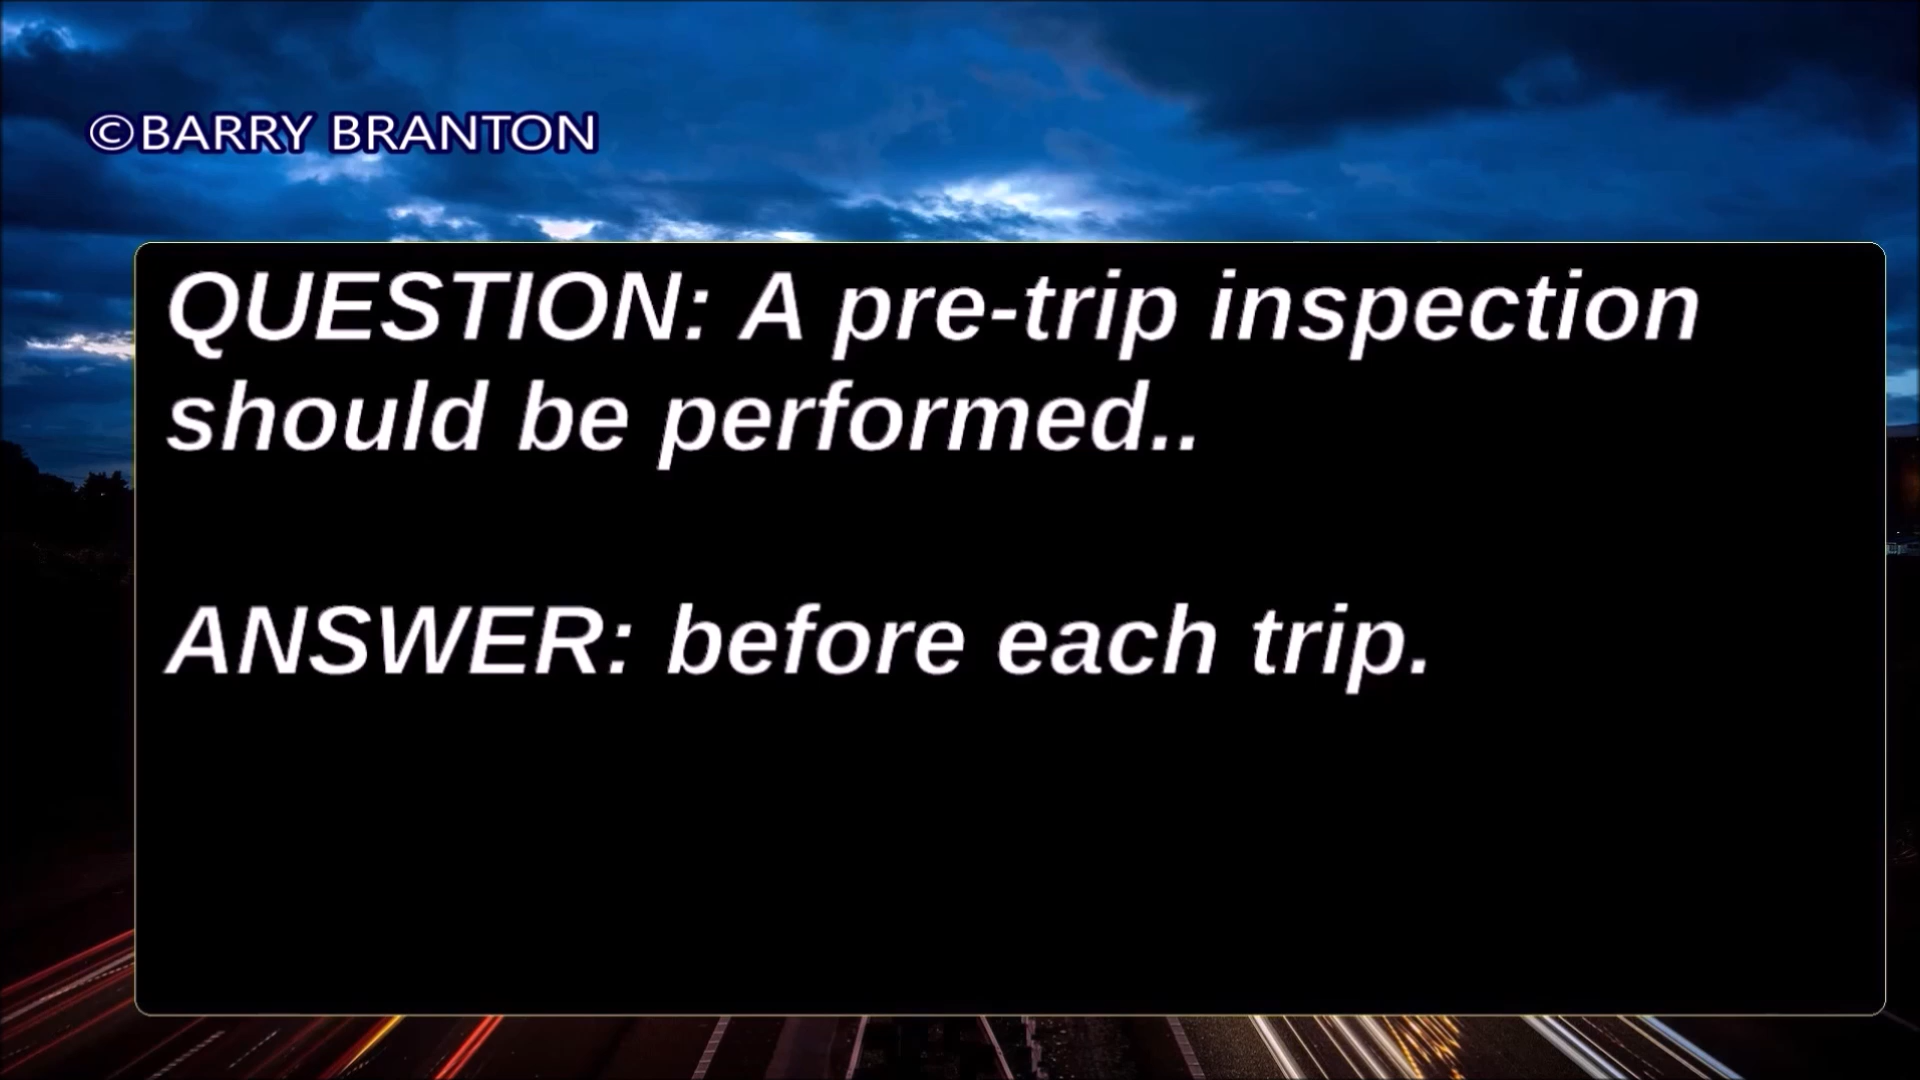 ©BARRY BRANTON
QUESTION: A pre-trip inspection
should be performed..
ANSWER: before each trip.